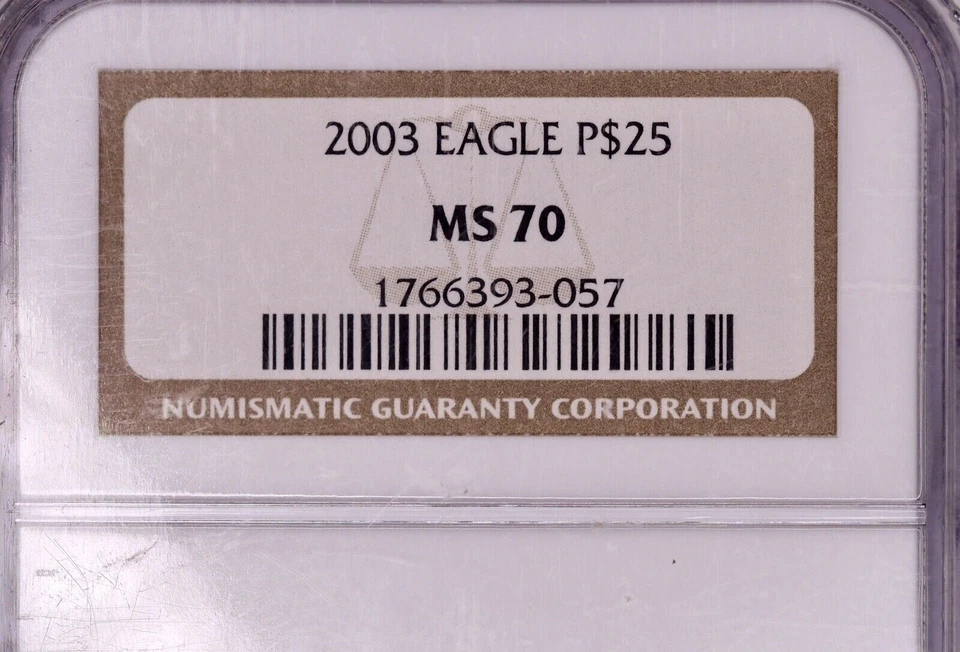 2003 EAGLE P$25
MS 70
1766393-057
NUMISMATIC GUARANTY CORPORATION